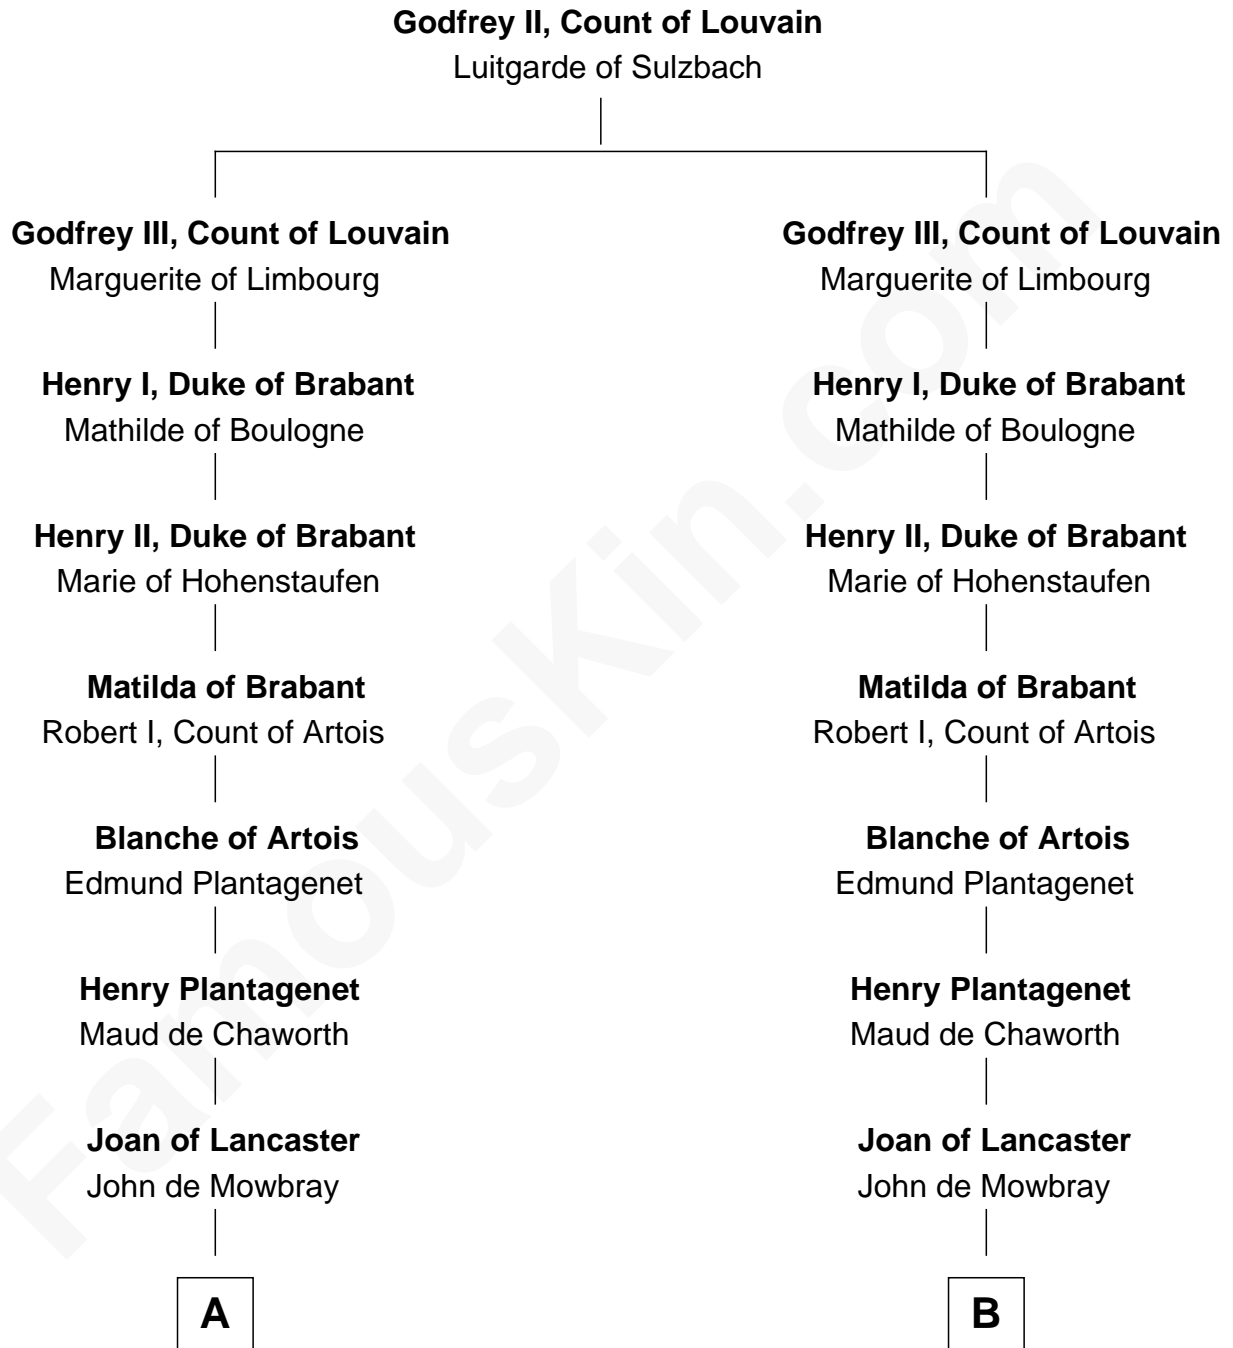 Godfrey II, Count of Louvain
Luitgarde of Sulzbach
Godfrey III, Count of Louvain
Marguerite of Limbourg
Henry I, Duke of Brabant
Mathilde of Boulogne
Henry II, Duke of Brabant
Marie of Hohenstaufen
Matilda of Brabant
Robert I, Count of Artois
Blanche of Artois
Edmund Plantagenet
Henry Plantagenet
Maud de Chaworth
Joan of Lancaster
John de Mowbray
A
Godfrey III, Count of Louvain
Marguerite of Limbourg
Henry I, Duke of Brabant
Mathilde of Boulogne
Henry II, Duke of Brabant
Marie of Hohenstaufen
Matilda of Brabant
Robert I, Count of Artois
Blanche of Artois
Edmund Plantagenet
Henry Plantagenet
Maud de Chaworth
Joan of Lancaster
John de Mowbray
B
FamousKin.com